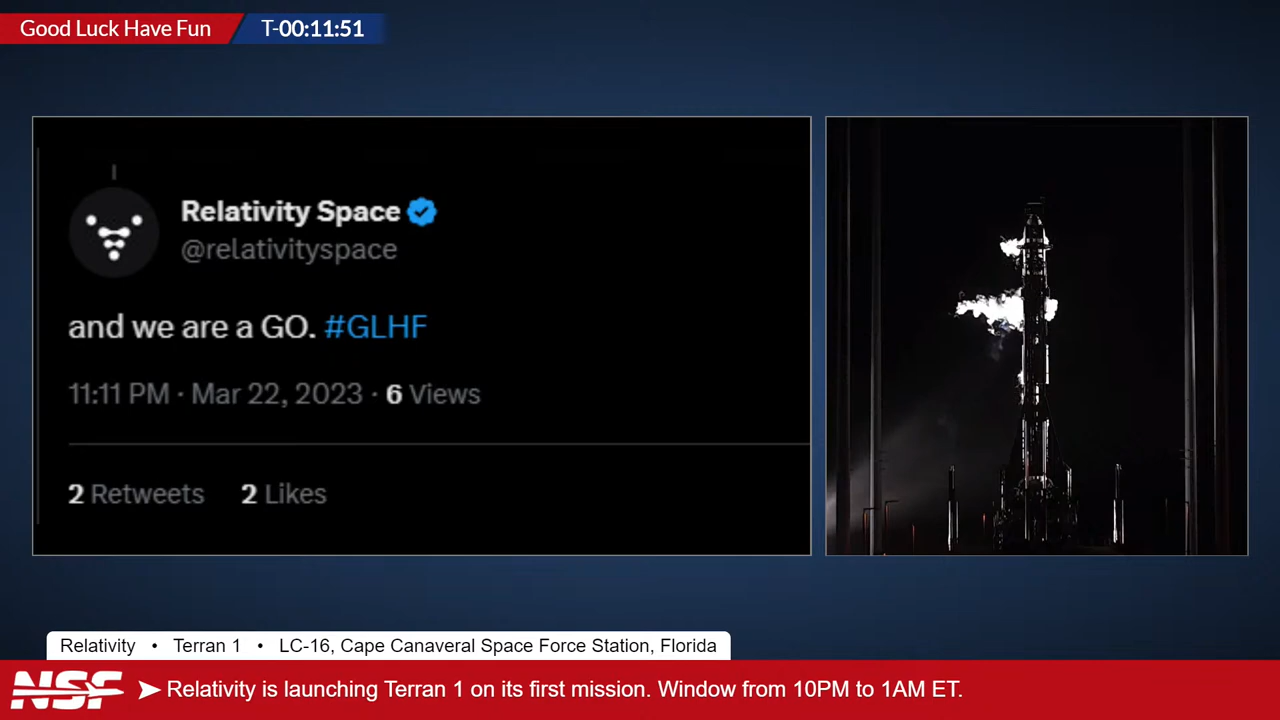 Good Luck Have Fun
T-00:11:51
Relativity Space
@relativityspace
and we are a GO. #GLHF
11:11 PM · Mar 22, 2023 · 6 Views
2 Retweets 2 Likes
Relativity • Terran 1 • LC-16, Cape Canaveral Space Force Station, Florida
NSF
Relativity is launching Terran 1 on its first mission. Window from 10PM to 1AM ET.